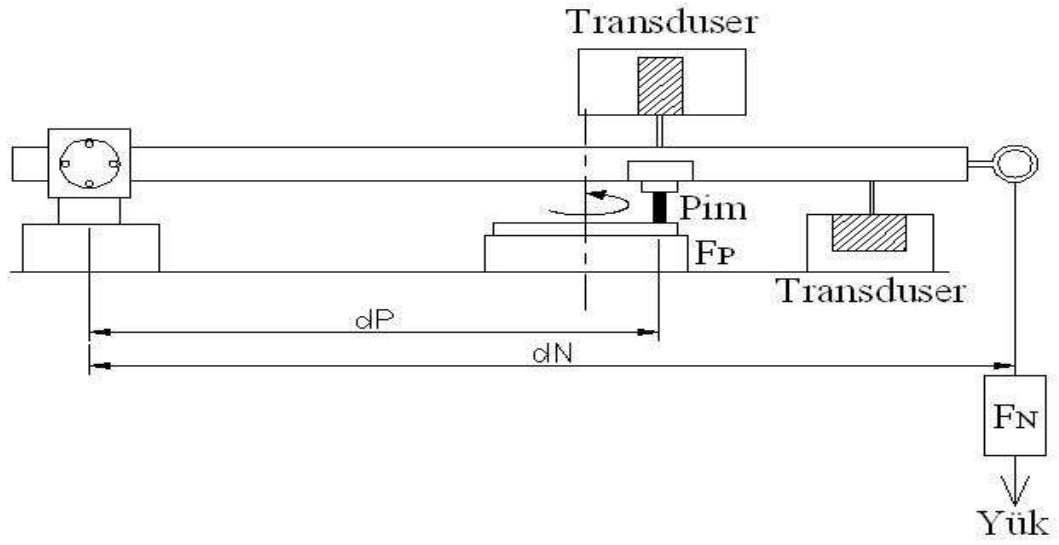 Transduser
Pim
FP
Transduser
dP
dN
FN
Yük